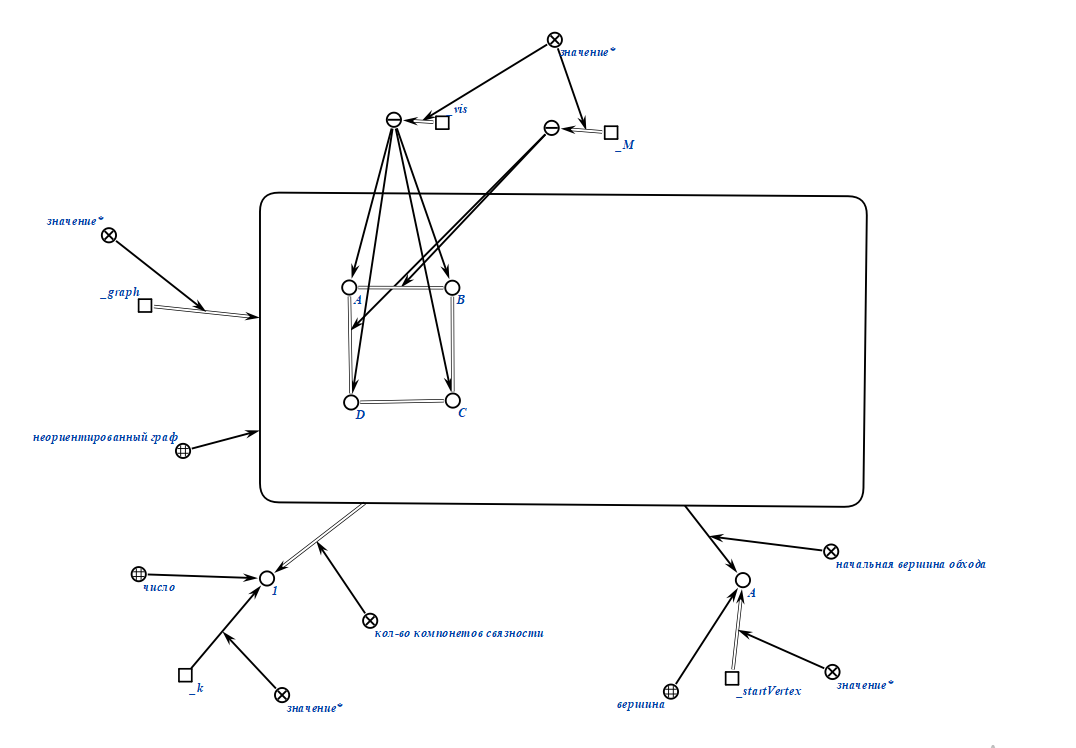 значение*
_vis
_M
значение*
_graph
A
B
неориентированный граф
D
C
начальная вершина обхода
число
1
A
кол-во компонетов связности
_k
значение*
_startVertex
значение*
вершина